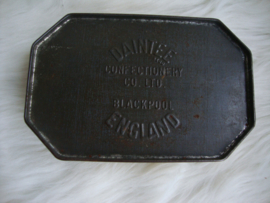 DAINTEE
CONFECTIONERY
CO. LTD.
BLACKPOOL
ENGLAND